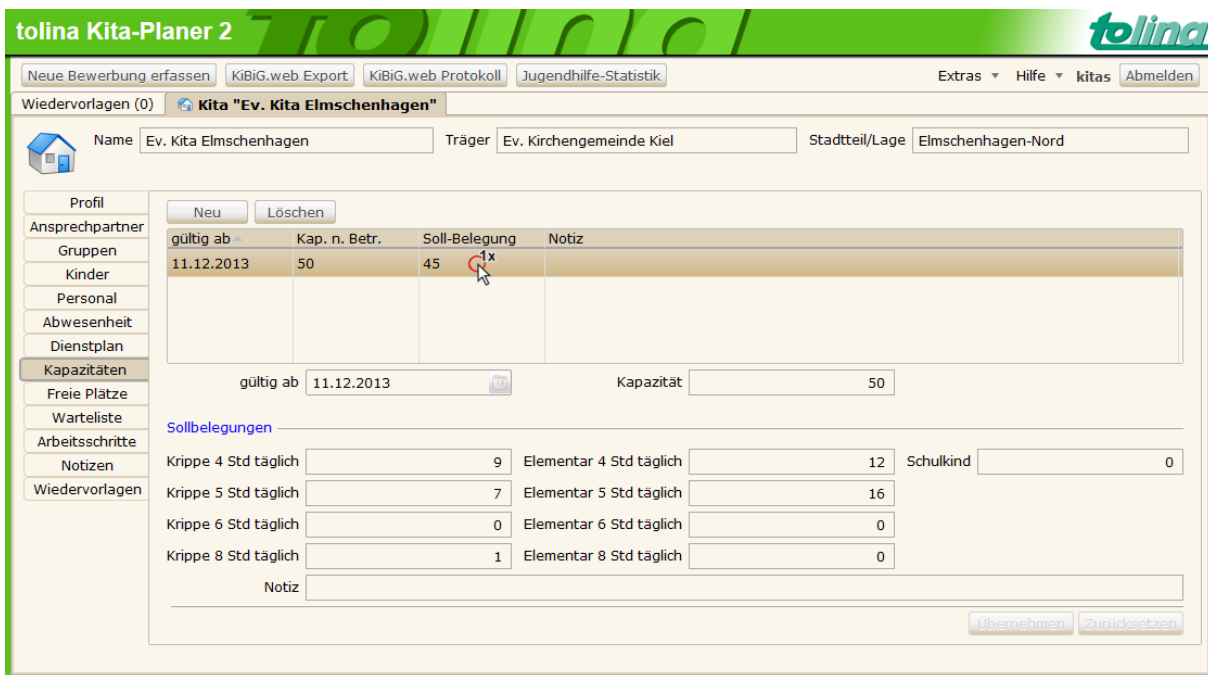 tolina Kita-Planer 2
tolina
tolina
Neue Bewerbung erfassen KiBiG.web Export KiBiG.web Protokoll Jugendhilfe-Statistik Extras Hilfe kitas Abmelden
Wiedervorlagen (0) Kita "Ev. Kita Elmschenhagen"
Name Ev. Kita Elmschenhagen Träger Ev. Kirchengemeinde Kiel Stadtteil/Lage Elmschenhagen-Nord
Profil
Ansprechpartner
Gruppen
Kinder
Personal
Abwesenheit
Dienstplan
Kapazitäten
Freie Plätze
Warteliste
Arbeitsschritte
Notizen
Wiedervorlagen
Neu Löschen
gültig ab Kap. n. Betr. Soll-Belegung Notiz
11.12.2013 50 45 1x
gültig ab 11.12.2013 Kapazität 50
Sollbelegungen
Krippe 4 Std täglich 9 Elementar 4 Std täglich 12 Schulkind 0
Krippe 5 Std täglich 7 Elementar 5 Std täglich 16
Krippe 6 Std täglich 0 Elementar 6 Std täglich 0
Krippe 8 Std täglich 1 Elementar 8 Std täglich 0
Notiz
Übernehmen Zurücksetzen